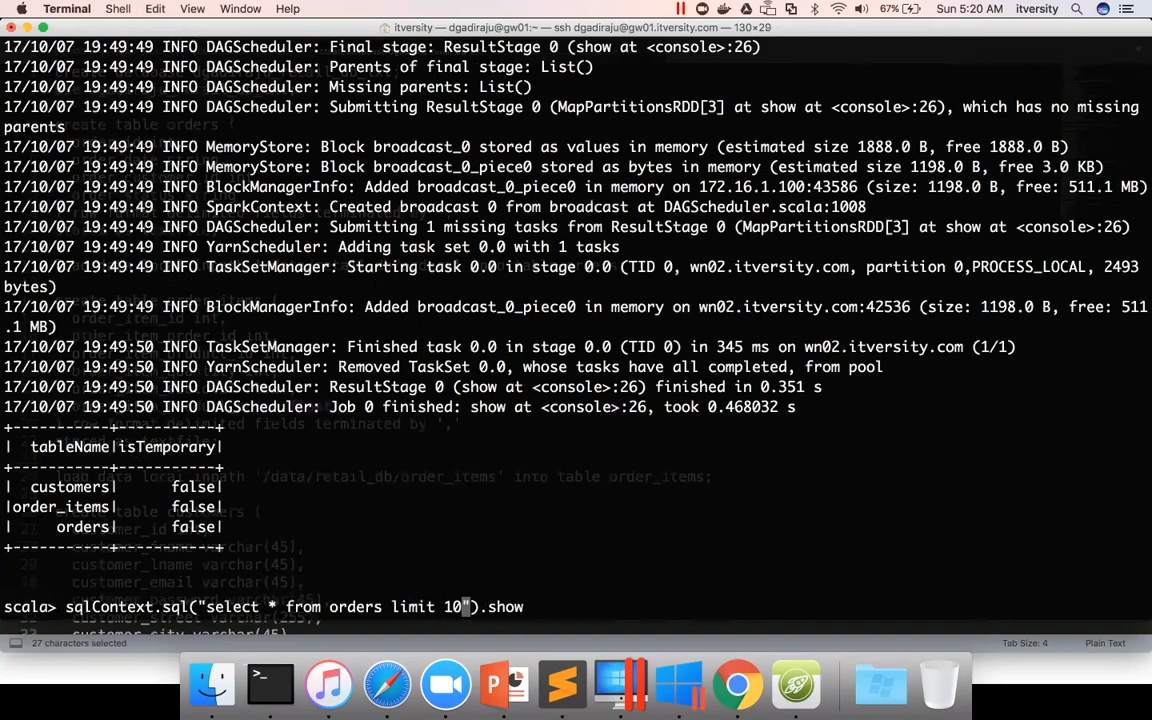 Terminal Shell Edit View Window Help 67% Sun 5:20 AM itversity
itversity — dgadiraju@gw01:~ — ssh dgadiraju@gw01.itversity.com — 130×29
17/10/07 19:49:49 INFO DAGScheduler: Final stage: ResultStage 0 (show at <console>:26)
17/10/07 19:49:49 INFO DAGScheduler: Parents of final stage: List()
17/10/07 19:49:49 INFO DAGScheduler: Missing parents: List()
17/10/07 19:49:49 INFO DAGScheduler: Submitting ResultStage 0 (MapPartitionsRDD[3] at show at <console>:26), which has no missing
parents
17/10/07 19:49:49 INFO MemoryStore: Block broadcast_0 stored as values in memory (estimated size 1888.0 B, free 1888.0 B)
17/10/07 19:49:49 INFO MemoryStore: Block broadcast_0_piece0 stored as bytes in memory (estimated size 1198.0 B, free 3.0 KB)
17/10/07 19:49:49 INFO BlockManagerInfo: Added broadcast_0_piece0 in memory on 172.16.1.100:43586 (size: 1198.0 B, free: 511.1 MB)
17/10/07 19:49:49 INFO SparkContext: Created broadcast 0 from broadcast at DAGScheduler.scala:1008
17/10/07 19:49:49 INFO DAGScheduler: Submitting 1 missing tasks from ResultStage 0 (MapPartitionsRDD[3] at show at <console>:26)
17/10/07 19:49:49 INFO YarnScheduler: Adding task set 0.0 with 1 tasks
17/10/07 19:49:49 INFO TaskSetManager: Starting task 0.0 in stage 0.0 (TID 0, wn02.itversity.com, partition 0,PROCESS_LOCAL, 2493
bytes)
17/10/07 19:49:49 INFO BlockManagerInfo: Added broadcast_0_piece0 in memory on wn02.itversity.com:42536 (size: 1198.0 B, free: 511
.1 MB)
17/10/07 19:49:50 INFO TaskSetManager: Finished task 0.0 in stage 0.0 (TID 0) in 345 ms on wn02.itversity.com (1/1)
17/10/07 19:49:50 INFO YarnScheduler: Removed TaskSet 0.0, whose tasks have all completed, from pool
17/10/07 19:49:50 INFO DAGScheduler: ResultStage 0 (show at <console>:26) finished in 0.351 s
17/10/07 19:49:50 INFO DAGScheduler: Job 0 finished: show at <console>:26, took 0.468032 s
+-----------+-----------+
|  tableName|isTemporary|
+-----------+-----------+
|  customers|      false|
|order_items|      false|
|     orders|      false|
+-----------+-----------+
load data local inpath '/data/retail_db/order_items' into table order_items;
customer_fname varchar(45),
customer_lname varchar(45),
customer_email varchar(45),
scala> sqlContext.sql("select * from orders limit 10").show
27 characters selected Tab Size: 4 Plain Text